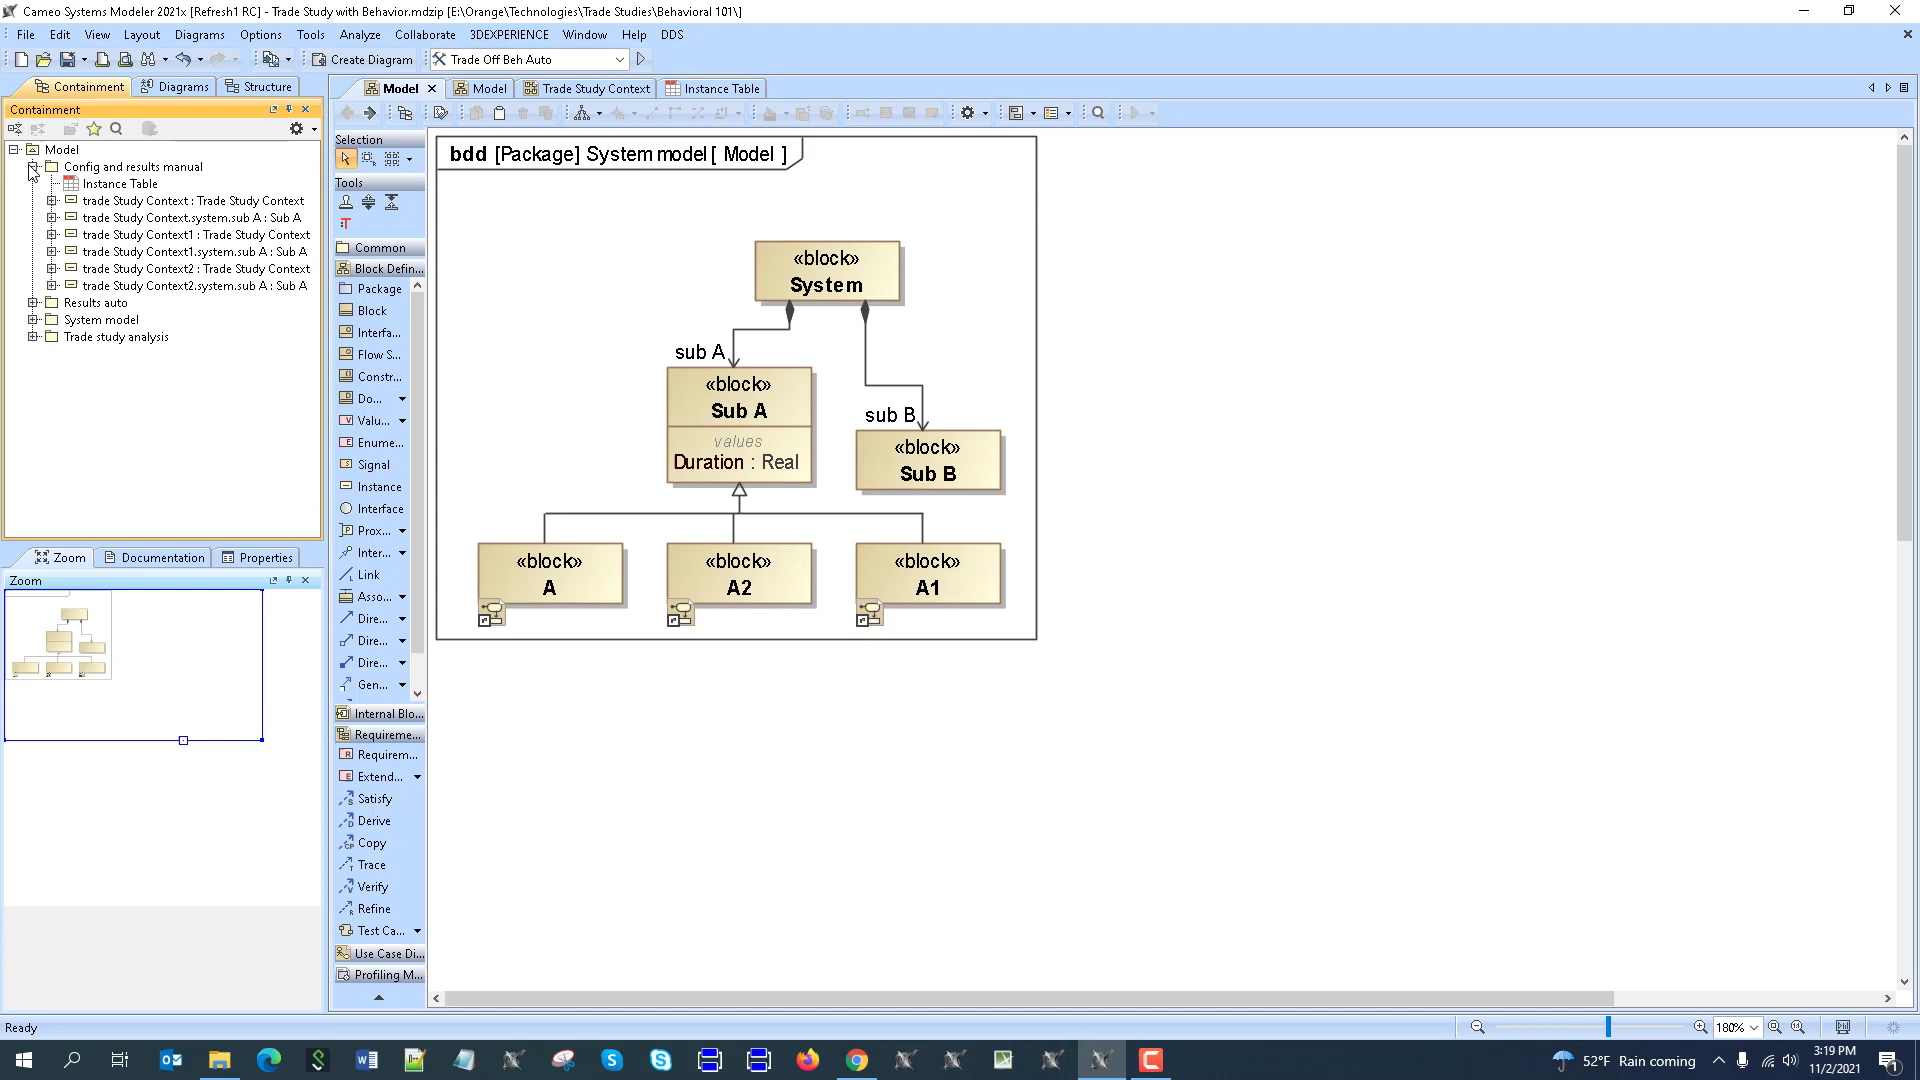 Cameo Systems Modeler 2021x [Refresh1 RC] - Trade Study with Behavior.mdzip [E:\Orange\Technologies\Trade Studies\Behavioral 101\]
File Edit View Layout Diagrams Options Tools Analyze Collaborate 3DEXPERIENCE Window Help DDS
Create Diagram Trade Off Beh Auto
Containment Diagrams Structure
Model Model Trade Study Context Instance Table
Containment
Model
Config and results manual
Instance Table
trade Study Context : Trade Study Context
trade Study Context.system.sub A : Sub A
trade Study Context1 : Trade Study Context
trade Study Context1.system.sub A : Sub A
trade Study Context2 : Trade Study Context
trade Study Context2.system.sub A : Sub A
Results auto
System model
Trade study analysis
Zoom Documentation Properties
Zoom
Selection
Tools
Common
Block Defin...
Package
Block
Interfa...
Flow S...
Constr...
Do...
Valu...
Enume...
Signal
Instance
Interface
Prox...
Inter...
Link
Asso...
Dire...
Dire...
Dire...
Gen...
Internal Blo...
Requireme...
Requirem...
Extend...
Satisfy
Derive
Copy
Trace
Verify
Refine
Test Ca...
Use Case Di...
Profiling M...
bdd [Package] System model [ Model ]
«block»
System
sub A
«block»
Sub A
values
Duration : Real
sub B
«block»
Sub B
«block»
A
«block»
A2
«block»
A1
Ready
180%
52°F Rain coming
3:19 PM
11/2/2021
1